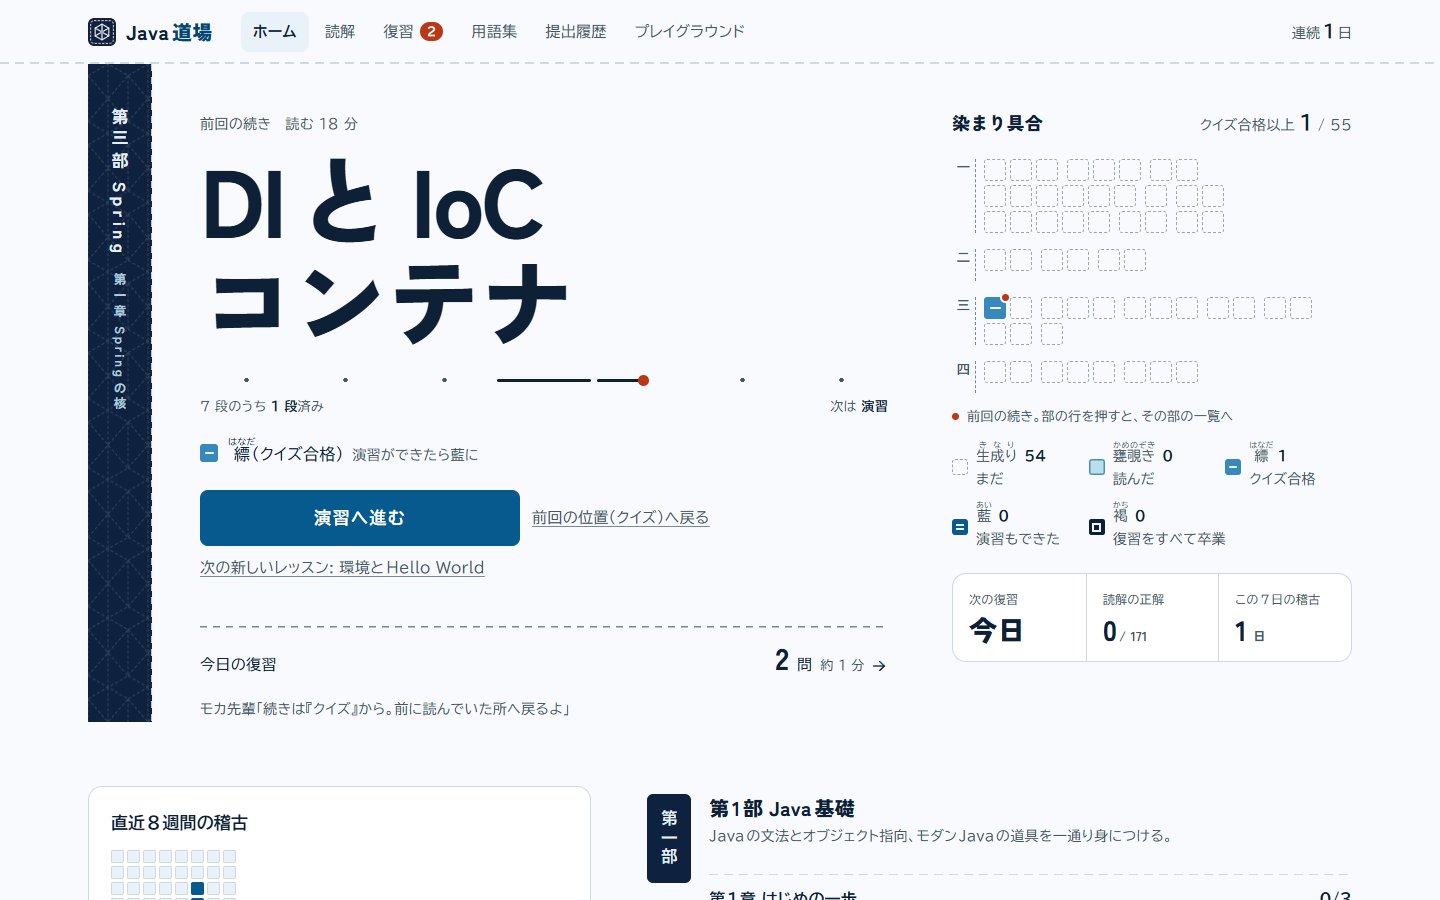 Java 道場
ホーム
読解
復習 2
用語集
提出履歴
プレイグラウンド
連続 1 日
第三部 Spring 第一章 Springの核
前回の続き 読む 18 分
DI と IoC
コンテナ
7 段のうち 1 段済み
次は 演習
はなだ
縹（クイズ合格） 演習ができたら藍に
演習へ進む
前回の位置（クイズ）へ戻る
次の新しいレッスン: 環境と Hello World
今日の復習
2 問 約 1 分 →
モカ先輩「続きは『クイズ』から。前に読んでいた所へ戻るよ」
染まり具合
クイズ合格以上 1 / 55
一
二
三
四
前回の続き。部の行を押すと、その部の一覧へ
きなり
生成り 54
まだ
かめのぞき
甕覗き 0
読んだ
はなだ
縹 1
クイズ合格
あい
藍 0
演習もできた
かち
褐 0
復習をすべて卒業
次の復習
今日
読解の正解
0 / 171
この７日の稽古
1 日
直近８週間の稽古
第一部
第1部 Java 基礎
Javaの文法とオブジェクト指向、モダンJavaの道具を一通り身につける。
第１章 はじめの一歩
0/3